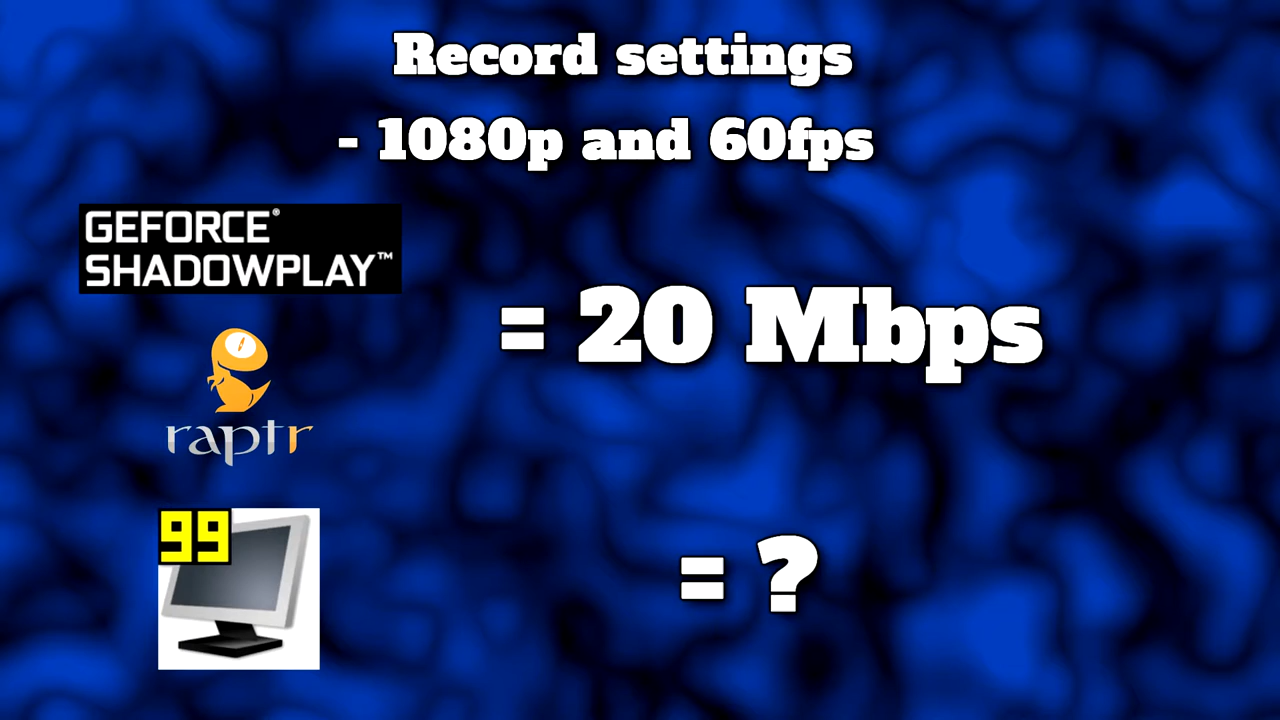 Record settings
- 1080p and 60fps
GEFORCE®
SHADOWPLAY™
= 20 Mbps
raptr
99
= ?